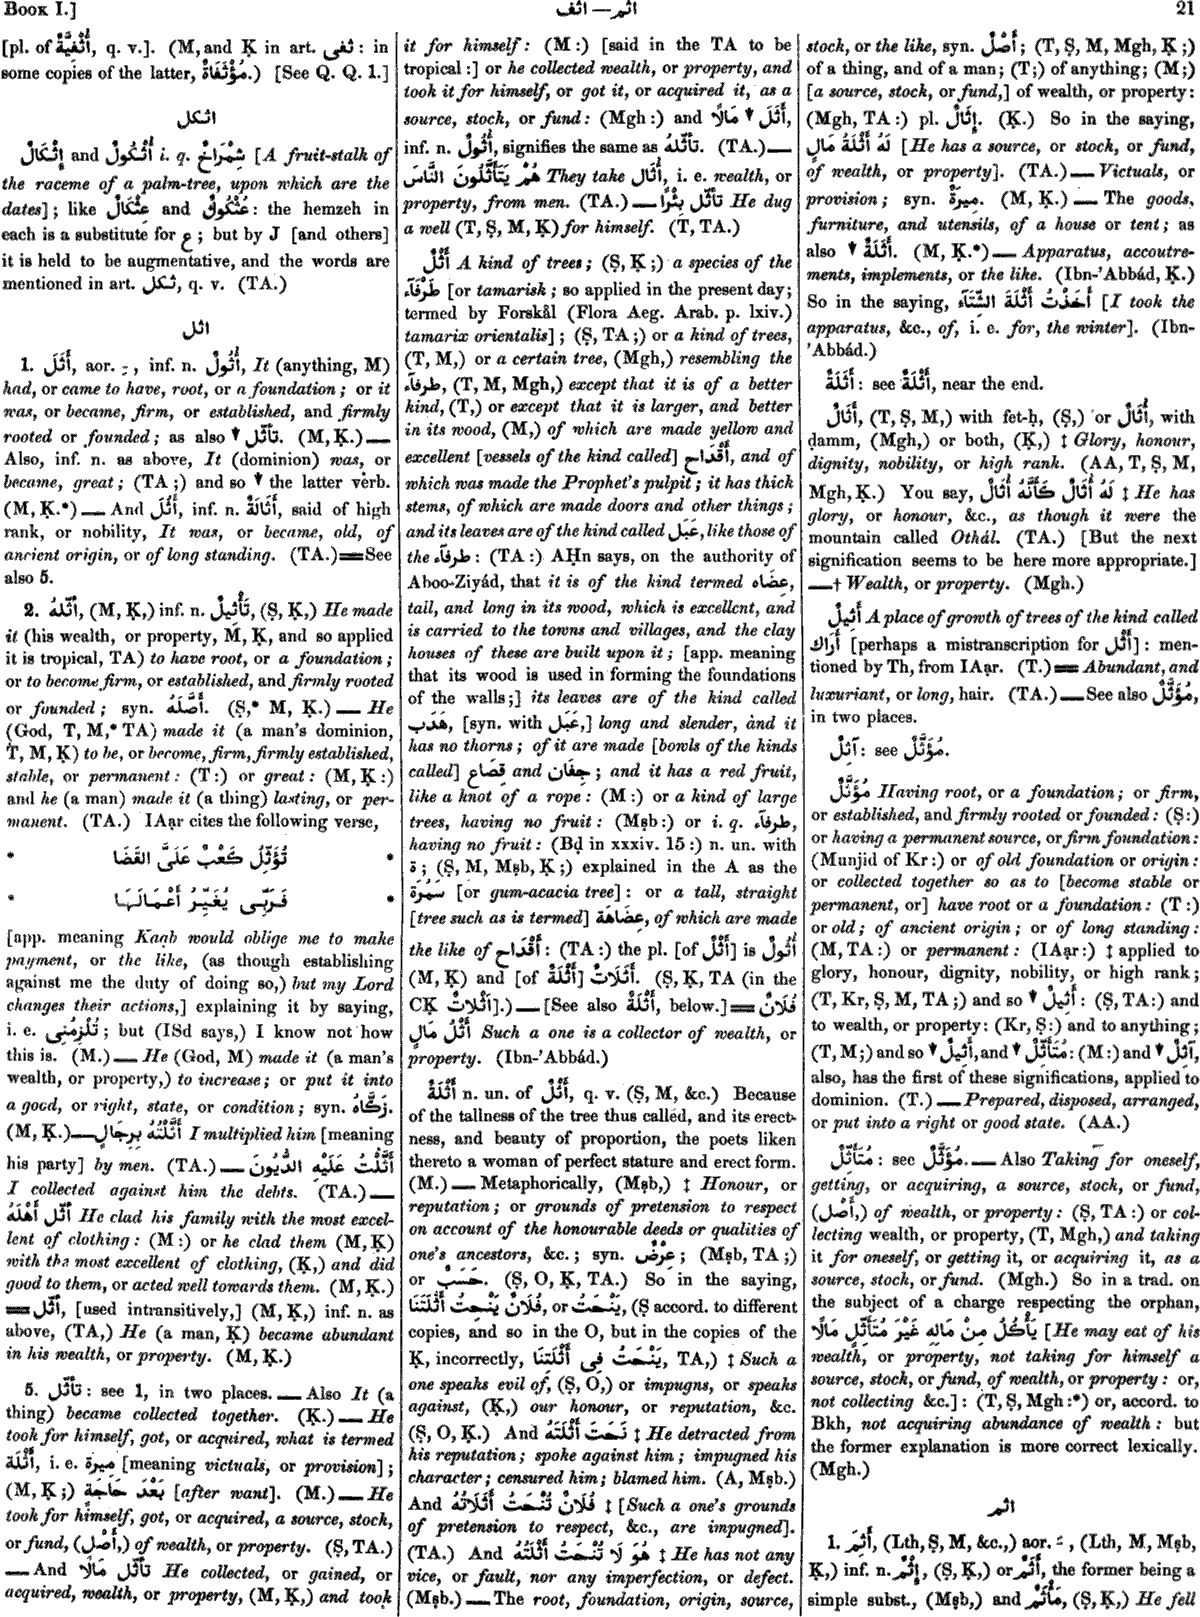 Book I.]
اثم — اثف
21
[pl. of أُثْفِيَّةٌ, q. v.]. (M, and Ḳ in art. ثفى: in
some copies of the latter, مُؤْثَفَاةٌ.) [See Q. Q. 1.]
اثكل
إِثْكَالٌ and أُثْكُولٌ i. q. شِمْرَاخٌ [A fruit-stalk of
the raceme of a palm-tree, upon which are the
dates]; like عِثْكَالٌ and عُثْكُولٌ: the hemzeh in
each is a substitute for ع; but by J [and others]
it is held to be augmentative, and the words are
mentioned in art. ثكل, q. v. (TA.)
اثل
1. أَثَلَ, aor. ـِ, inf. n. أُثُولٌ, It (anything, M)
had, or came to have, root, or a foundation; or it
was, or became, firm, or established, and firmly
rooted or founded; as also ↓ تأثّل. (M, Ḳ.) —
Also, inf. n. as above, It (dominion) was, or
became, great; (TA;) and so ↓ the latter verb.
(M, Ḳ.*) — And أَثُلَ, inf. n. أَثَالَةٌ, said of high
rank, or nobility, It was, or became, old, of
ancient origin, or of long standing. (TA.) = See
also 5.
2. أثّلهُ, (M, Ḳ,) inf. n. تَأْثِيلٌ, (Ṣ, Ḳ,) He made
it (his wealth, or property, M, Ḳ, and so applied
it is tropical, TA) to have root, or a foundation;
or to become firm, or established, and firmly rooted
or founded; syn. أَصَّلَهُ. (Ṣ,* M, Ḳ.) — He
(God, T, M,* TA) made it (a man's dominion,
T, M, Ḳ) to be, or become, firm, firmly established,
stable, or permanent: (T:) or great: (M, Ḳ:)
and he (a man) made it (a thing) lasting, or per-
manent. (TA.) IAạr cites the following verse,
* تُؤَثِّلُ كَعْبٌ عَلَىَّ القَضَا *
* فَرَبِّى يُغَيِّرُ أَعْمَالَهَا *
[app. meaning Kaạb would oblige me to make
payment, or the like, (as though establishing
against me the duty of doing so,) but my Lord
changes their actions,] explaining it by saying,
i. e. تُلْزِمُنِى; but (ISd says,) I know not how
this is. (M.) — He (God, M) made it (a man's
wealth, or property,) to increase; or put it into
a good, or right, state, or condition; syn. زَكَّاهُ.
(M, Ḳ.) — أَثَّلْتُهُ بِرِجَالٍ I multiplied him [meaning
his party] by men. (TA.) — أَثَّلْتُ عَلَيْهِ الدُّيُونَ
I collected against him the debts. (TA.) —
أثّل أَهْلَهُ He clad his family with the most excel-
lent of clothing: (M:) or he clad them (M, Ḳ)
with the most excellent of clothing, (Ḳ,) and did
good to them, or acted well towards them. (M, Ḳ.)
= أثّل, [used intransitively,] (M, Ḳ,) inf. n. as
above, (TA,) He (a man, Ḳ) became abundant
in his wealth, or property. (M, Ḳ.)
5. تأثّل: see 1, in two places. — Also It (a
thing) became collected together. (Ḳ.) — He
took for himself, got, or acquired, what is termed
أَثْلَة, i. e. ميرة [meaning victuals, or provision];
(M, Ḳ;) بَعْدَ حَاجَةٍ [after want]. (M.) — He
took for himself, got, or acquired, a source, stock,
or fund, (أَصْل,) of wealth, or property. (Ṣ, TA.)
— And تأثّل مَالًا He collected, or gained, or
acquired, wealth, or property, (M, Ḳ,) and took
it for himself: (M:) [said in the TA to be
tropical:] or he collected wealth, or property, and
took it for himself, or got it, or acquired it, as a
source, stock, or fund: (Mgh:) and أَثَلَ ↓ مَالًا,
inf. n. أُثُولٌ, signifies the same as تأثّلهُ. (TA.) —
هُمْ يَتَأَثَّلُونَ النَّاسَ They take أُثَال, i. e. wealth, or
property, from men. (TA.) — تأثّل بِئْرًا He dug
a well (T, Ṣ, M, Ḳ) for himself. (T, TA.)
أَثْلٌ A kind of trees; (Ṣ, Ḳ;) a species of the
طَرْفَآء [or tamarisk; so applied in the present day;
termed by Forskål (Flora Aeg. Arab. p. lxiv.)
tamarix orientalis]; (Ṣ, TA;) or a kind of trees,
(T, M,) or a certain tree, (Mgh,) resembling the
طرفآء, (T, M, Mgh,) except that it is of a better
kind, (T,) or except that it is larger, and better
in its wood, (M,) of which are made yellow and
excellent [vessels of the kind called] أَقْدَاح, and of
which was made the Prophet's pulpit; it has thick
stems, of which are made doors and other things;
and its leaves are of the kind called عَبَل, like those of
the طرفآء: (TA:) AḤn says, on the authority of
Aboo-Ziyád, that it is of the kind termed عِضَاه,
tall, and long in its wood, which is excellent, and
is carried to the towns and villages, and the clay
houses of these are built upon it; [app. meaning
that its wood is used in forming the foundations
of the walls;] its leaves are of the kind called
هَدَب, [syn. with عَبَل,] long and slender, and it
has no thorns; of it are made [bowls of the kinds
called] قِصَاع and جِفَان; and it has a red fruit,
like a knot of a rope: (M:) or a kind of large
trees, having no fruit: (Mṣb:) or i. q. طرفآء,
having no fruit: (Bḍ in xxxiv. 15:) n. un. with
ة; (Ṣ, M, Mṣb, Ḳ;) explained in the A as the
سَمُرَة [or gum-acacia tree]: or a tall, straight
[tree such as is termed] عِضَاهَة, of which are made
the like of أَقْدَاح: (TA:) the pl. [of أَثْلٌ] is أُثُولٌ
(M, Ḳ) and [of أَثْلَةٌ] أَثَلَاتٌ. (Ṣ, Ḳ, TA (in the
CḲ أَثْلاتٌ].) — [See also أَثْلَةٌ, below.] = فُلَانٌ
أَثْلُ مَالٍ Such a one is a collector of wealth, or
property. (Ibn-'Abbád.)
أَثْلَةٌ n. un. of أَثْلٌ, q. v. (Ṣ, M, &c.) Because
of the tallness of the tree thus called, and its erect-
ness, and beauty of proportion, the poets liken
thereto a woman of perfect stature and erect form.
(M.) — Metaphorically, (Mṣb,) ‡ Honour, or
reputation; or grounds of pretension to respect
on account of the honourable deeds or qualities of
one's ancestors, &c.; syn. عِرْضٌ; (Mṣb, TA;)
or حَسَبٌ. (Ṣ, O, Ḳ, TA.) So in the saying,
فُلَانٌ يَنْحِتُ أَثْلَتَنَا, or يَنْحَتُ, (Ṣ accord. to different
copies, and so in the O, but in the copies of the
Ḳ, incorrectly, يَنْحَتُ فِى أَثْلَتِنَا, TA,) ‡ Such a
one speaks evil of, (Ṣ, O,) or impugns, or speaks
against, (Ḳ,) our honour, or reputation, &c.
(Ṣ, O, Ḳ.) And نَحَتَ أَثْلَتَهُ ‡ He detracted from
his reputation; spoke against him; impugned his
character; censured him; blamed him. (A, Mṣb.)
And فُلَانٌ تُنْحَتُ أَثَلَاتُهُ ‡ [Such a one's grounds
of pretension to respect, &c., are impugned].
(TA.) And هُوَ لَا تُنْحَتُ أَثْلَتُهُ ‡ He has not any
vice, or fault, nor any imperfection, or defect.
(Mṣb.) — The root, foundation, origin, source,
stock, or the like, syn. أَصْلٌ; (T, Ṣ, M, Mgh, Ḳ;)
of a thing, and of a man; (T;) of anything; (M;)
[a source, stock, or fund,] of wealth, or property:
(Mgh, TA:) pl. إِثَالٌ. (Ḳ.) So in the saying,
لَهُ أَثْلَةُ مَالٍ [He has a source, or stock, or fund,
of wealth, or property]. (TA.) — Victuals, or
provision; syn. مِيرَةٌ. (M, Ḳ.) — The goods,
furniture, and utensils, of a house or tent; as
also ↓ أَثَلَةٌ. (M, Ḳ.*) — Apparatus, accoutre-
ments, implements, or the like. (Ibn-'Abbád, Ḳ.)
So in the saying, أَخَذْتُ أَثْلَةَ الشِّتَآءِ [I took the
apparatus, &c., of, i. e. for, the winter]. (Ibn-
'Abbád.)
أَثَلَةٌ: see أَثْلَةٌ, near the end.
أَثَالٌ, (T, Ṣ, M,) with fet-ḥ, (Ṣ,) or أُثَالٌ, with
ḍamm, (Mgh,) or both, (Ḳ,) ‡ Glory, honour,
dignity, nobility, or high rank. (AA, T, Ṣ, M,
Mgh, Ḳ.) You say, لَهُ أَثَالٌ كَأَنَّهُ أُثَالٌ ‡ He has
glory, or honour, &c., as though it were the
mountain called Othál. (TA.) [But the next
signification seems to be here more appropriate.]
— † Wealth, or property. (Mgh.)
أَثِيلٌ A place of growth of trees of the kind called
أَرَاك [perhaps a mistranscription for أَثْل]: men-
tioned by Th, from IAạr. (T.) = Abundant, and
luxuriant, or long, hair. (TA.) — See also مُؤَثَّلٌ,
in two places.
آثِلٌ: see مُؤَثَّلٌ.
مُؤَثَّلٌ Having root, or a foundation; or firm,
or established, and firmly rooted or founded: (Ṣ:)
or having a permanent source, or firm foundation:
(Munjid of Kr:) or of old foundation or origin:
or collected together so as to [become stable or
permanent, or] have root or a foundation: (T:)
or old; of ancient origin; or of long standing:
(M, TA:) or permanent: (IAạr:) ‡ applied to
glory, honour, dignity, nobility, or high rank;
(T, Kr, Ṣ, M, TA;) and so ↓ أَثِيلٌ: (Ṣ, TA:) and
to wealth, or property: (Kr, Ṣ:) and to anything;
(T, M;) and so ↓ أَثِيلٌ, and ↓ مُتَأَثِّلٌ: (M:) and ↓ آثِلٌ,
also, has the first of these significations, applied to
dominion. (T.) — Prepared, disposed, arranged,
or put into a right or good state. (AA.)
مُتَأَثِّلٌ: see مُؤَثَّلٌ. — Also Taking for oneself,
getting, or acquiring, a source, stock, or fund,
(أَصْل,) of wealth, or property: (Ṣ, TA:) or col-
lecting wealth, or property, (T, Mgh,) and taking
it for oneself, or getting it, or acquiring it, as a
source, stock, or fund. (Mgh.) So in a trad. on
the subject of a charge respecting the orphan,
يَأْكُلُ مِنْ مَالِهِ غَيْرَ مُتَأَثِّلٍ مَالًا [He may eat of his
wealth, or property, not taking for himself a
source, stock, or fund, of wealth, or property: or,
not collecting &c.]: (T, Ṣ, Mgh:*) or, accord. to
Bkh, not acquiring abundance of wealth: but
the former explanation is more correct lexically.
(Mgh.)
اثم
1. أَثِمَ, (Lth, Ṣ, M, &c.,) aor. ـَ, (Lth, M, Mṣb,
Ḳ,) inf. n. إِثْمٌ, (Ṣ, Ḳ,) or أَثَمٌ, the former being a
simple subst., (Mṣb,) and مَأْثَمٌ, (Ṣ, Ḳ,) He fell